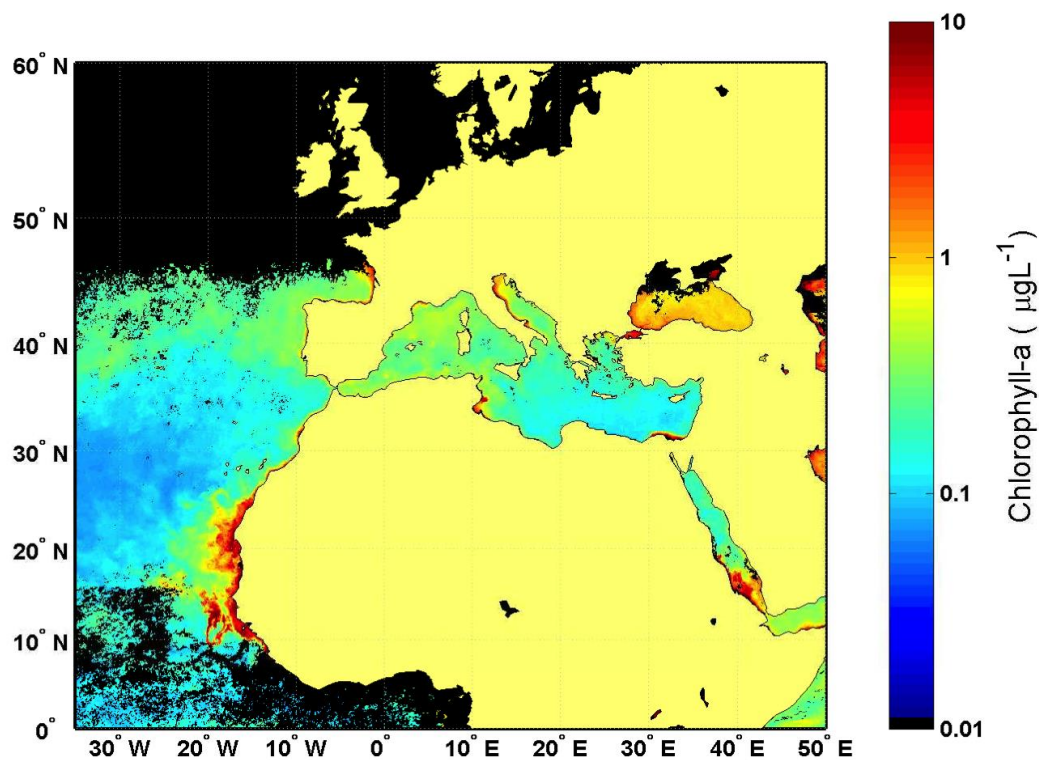 60° N
50° N
40° N
30° N
20° N
10° N
0°
30° W
20° W
10° W
0°
10° E
20° E
30° E
40° E
50° E
10
1
0.1
0.01
Chlorophyll-a ( µgL⁻¹)